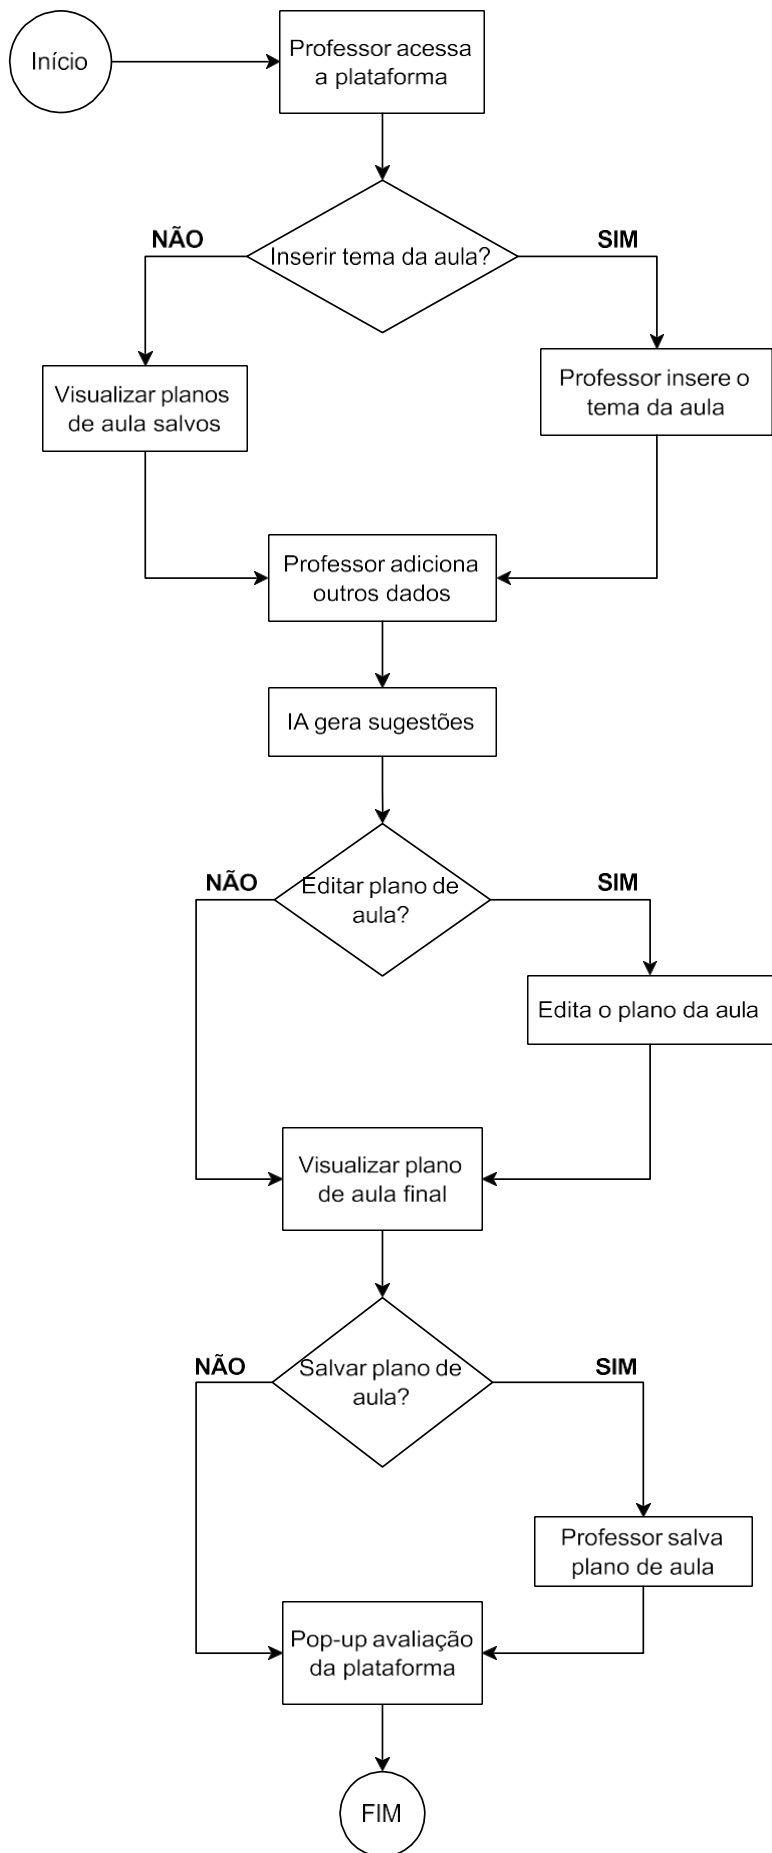 Início
Professor acessa
a plataforma
NÃO
SIM
Inserir tema da aula?
Visualizar planos
de aula salvos
Professor insere o
tema da aula
Professor adiciona
outros dados
IA gera sugestões
NÃO
SIM
Editar plano de
aula?
Edita o plano da aula
Visualizar plano
de aula final
NÃO
SIM
Salvar plano de
aula?
Professor salva
plano de aula
Pop-up avaliação
da plataforma
FIM